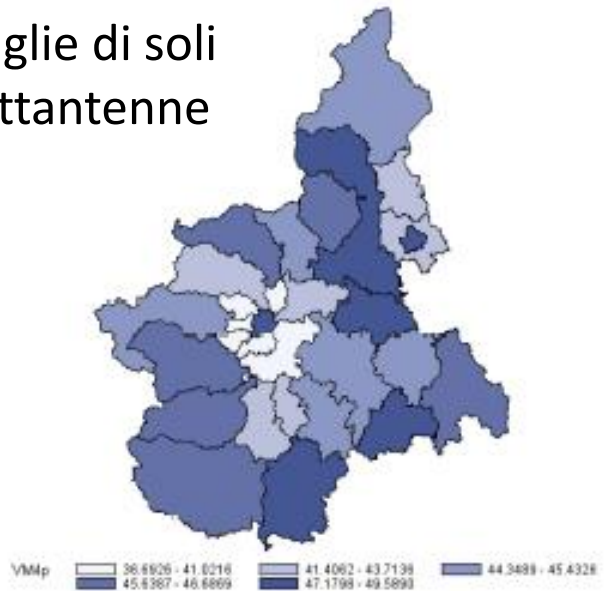 glie di soli
ttantenne
VM4p 36.6926 - 41.0216 41.4062 - 43.7136 44.3489 - 45.4328
45.6387 - 46.6869 47.1798 - 49.5890